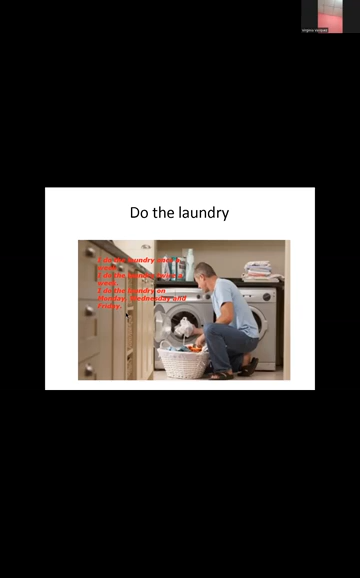 Do the laundry
I do the laundry once a
week.
I do the laundry twice a
week.
I do the laundry on
Monday, Wednesday and
Friday.